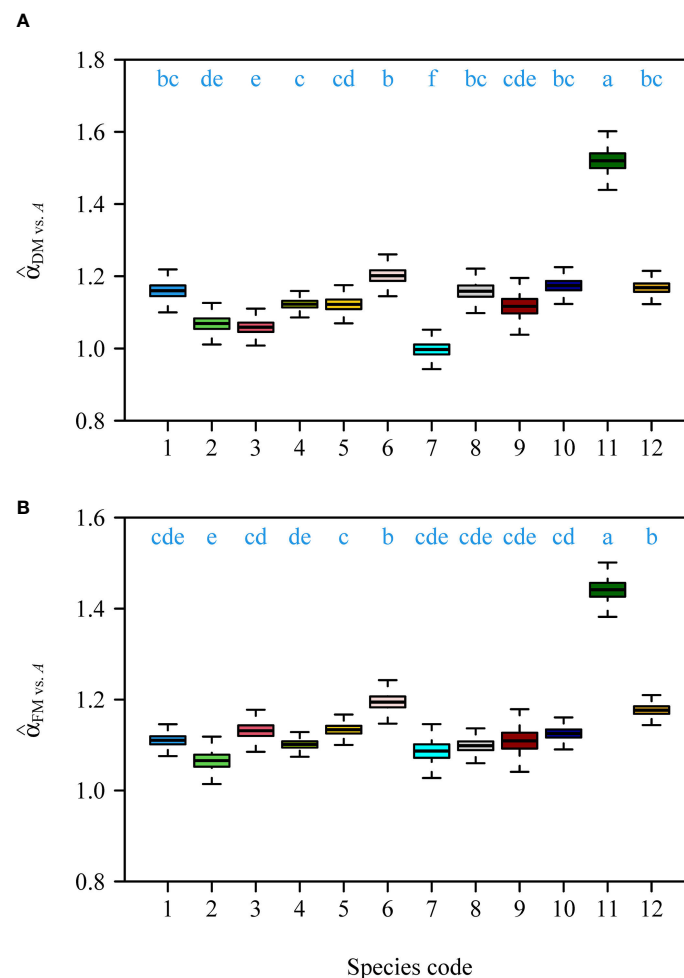 A
α̂DM vs. A
1.8
1.6
1.4
1.2
1.0
0.8
bc de e c cd b f bc cde bc a bc
1 2 3 4 5 6 7 8 9 10 11 12
B
α̂FM vs. A
1.6
1.4
1.2
1.0
0.8
cde e cd de c b cde cde cde cd a b
1 2 3 4 5 6 7 8 9 10 11 12
Species code